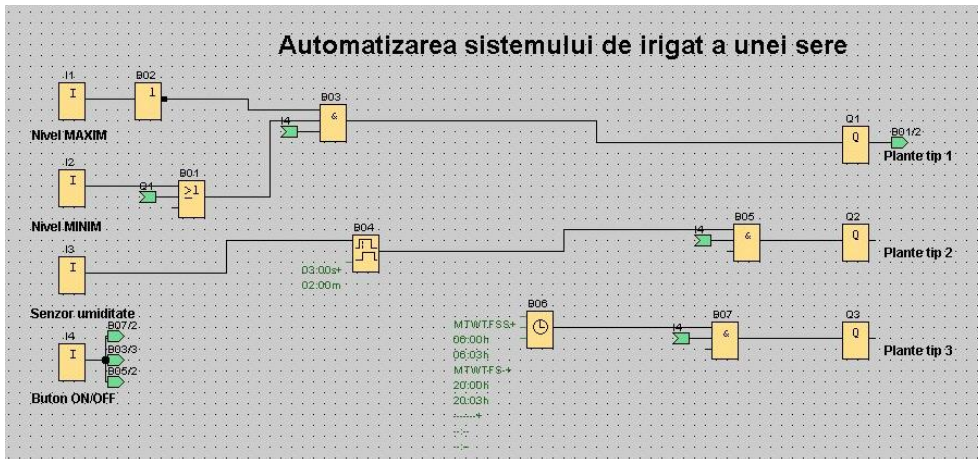 Automatizarea sistemului de irigat a unei sere
I1
I
Nivel MAXIM
B02
1
B03
&
I4
Q1
Q
B01/2
Plante tip 1
I2
I
Nivel MINIM
Q1
B01
≥1
I3
I
Senzor umiditate
B04
03:00s+
02:00m
I4
B05
&
Q2
Q
Plante tip 2
I4
I
Buton ON/OFF
B07/2
B03/3
B05/2
B06
MTWTFSS+
06:00h
06:03h
MTWTFS-+
20:00h
20:03h
-------+
--:--
--:--
I4
B07
&
Q3
Q
Plante tip 3